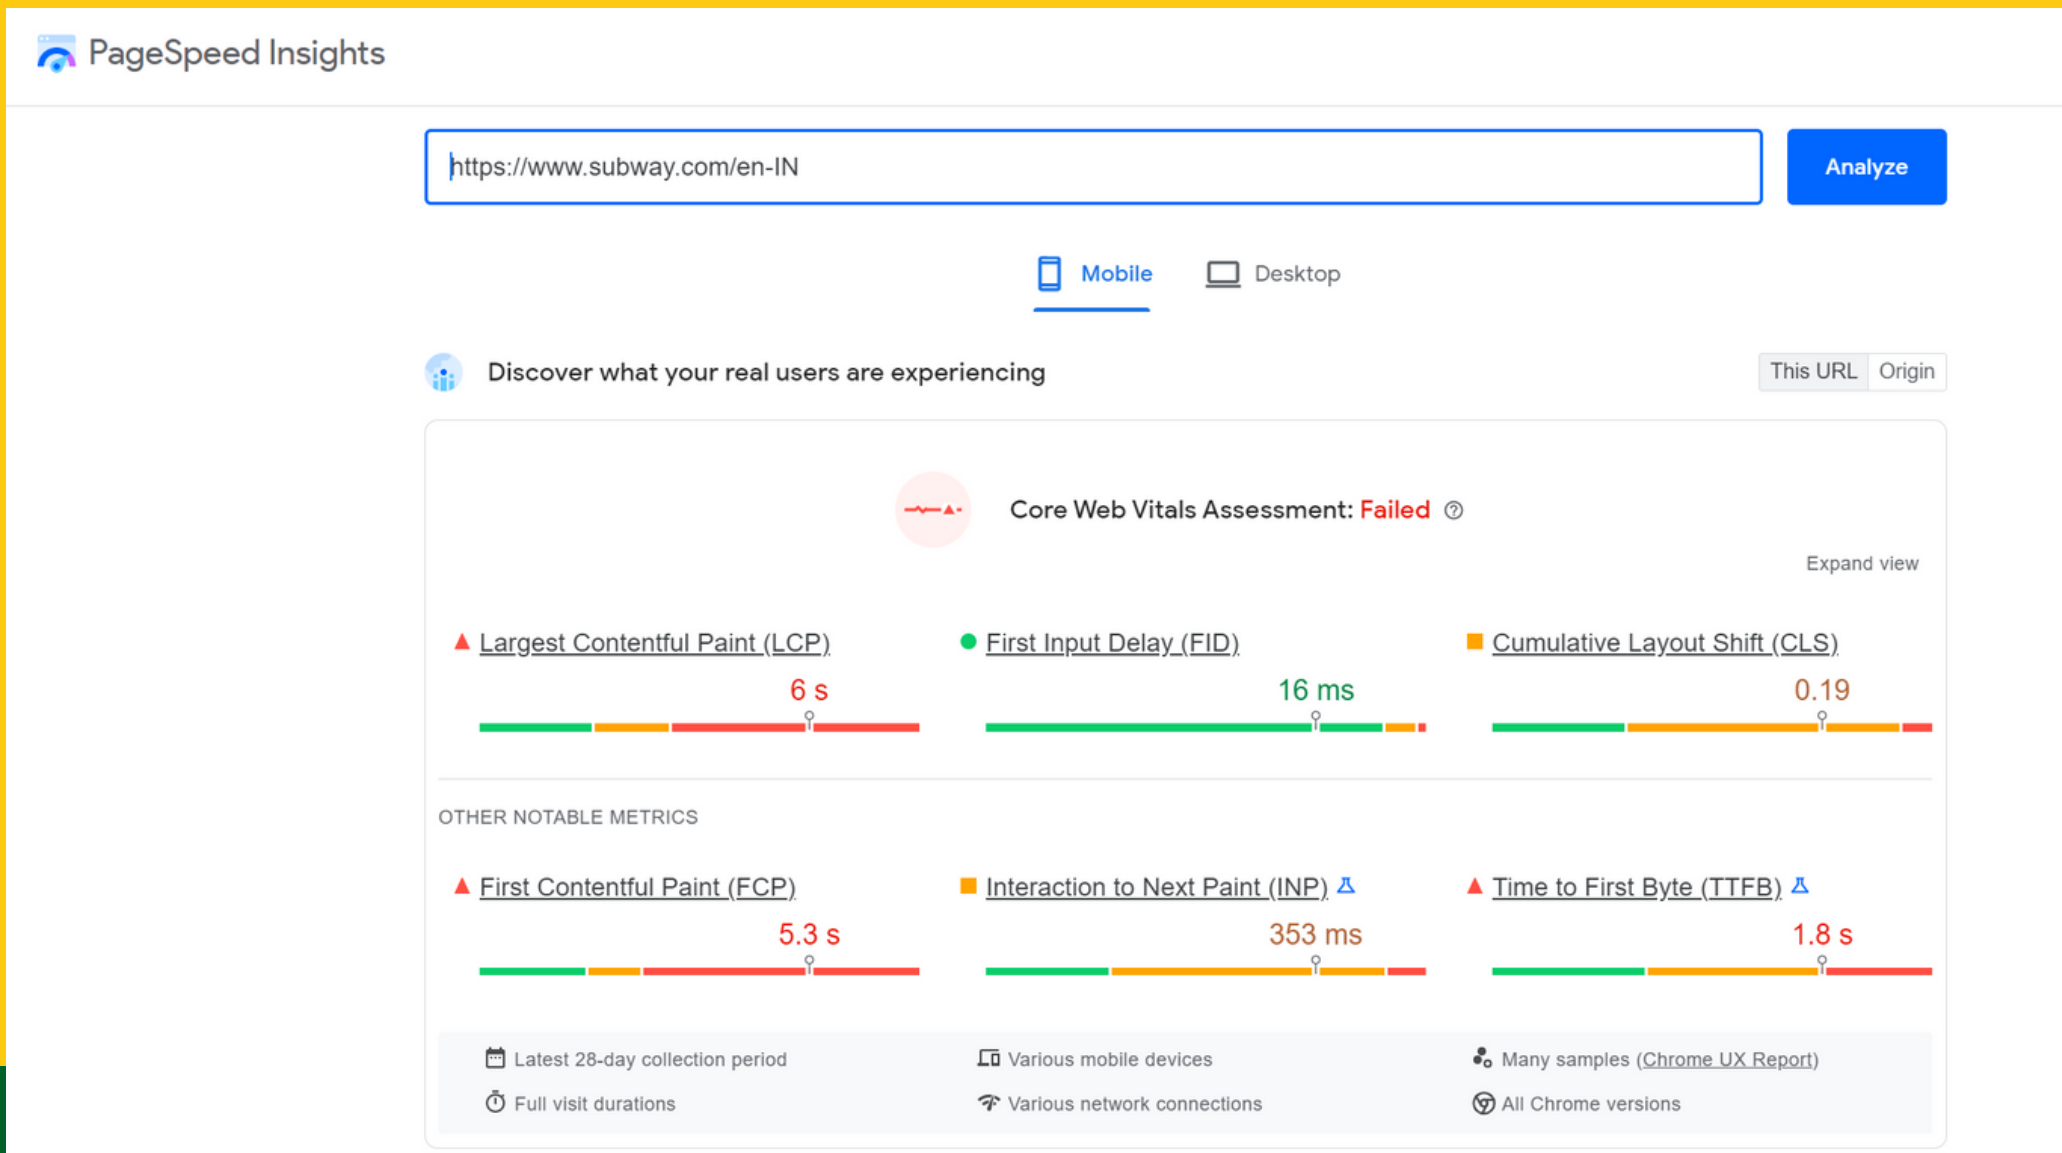 PageSpeed Insights
https://www.subway.com/en-IN
Analyze
Mobile
Desktop
Discover what your real users are experiencing
This URL
Origin
Core Web Vitals Assessment: Failed
Expand view
Largest Contentful Paint (LCP)
6 s
First Input Delay (FID)
16 ms
Cumulative Layout Shift (CLS)
0.19
OTHER NOTABLE METRICS
First Contentful Paint (FCP)
5.3 s
Interaction to Next Paint (INP)
353 ms
Time to First Byte (TTFB)
1.8 s
Latest 28-day collection period
Various mobile devices
Many samples (Chrome UX Report)
Full visit durations
Various network connections
All Chrome versions